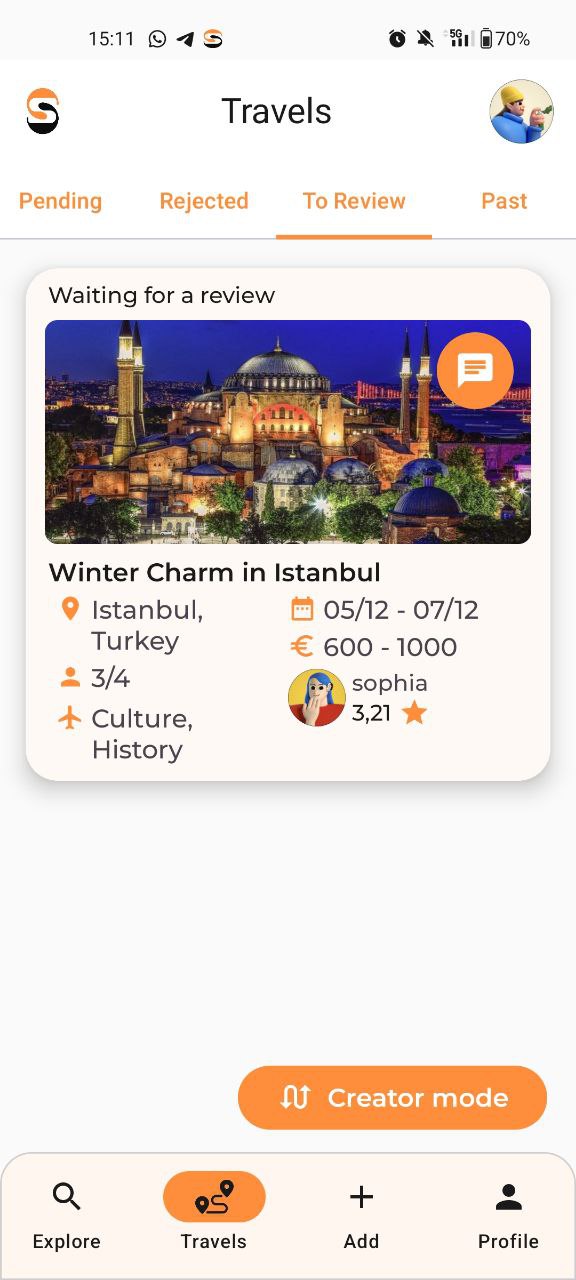 15:11
5G
70%
Travels
Pending
Rejected
To Review
Past
Waiting for a review
Winter Charm in Istanbul
Istanbul,
Turkey
05/12 - 07/12
€ 600 - 1000
3/4
sophia
3,21
Culture,
History
Creator mode
Explore
Travels
Add
Profile